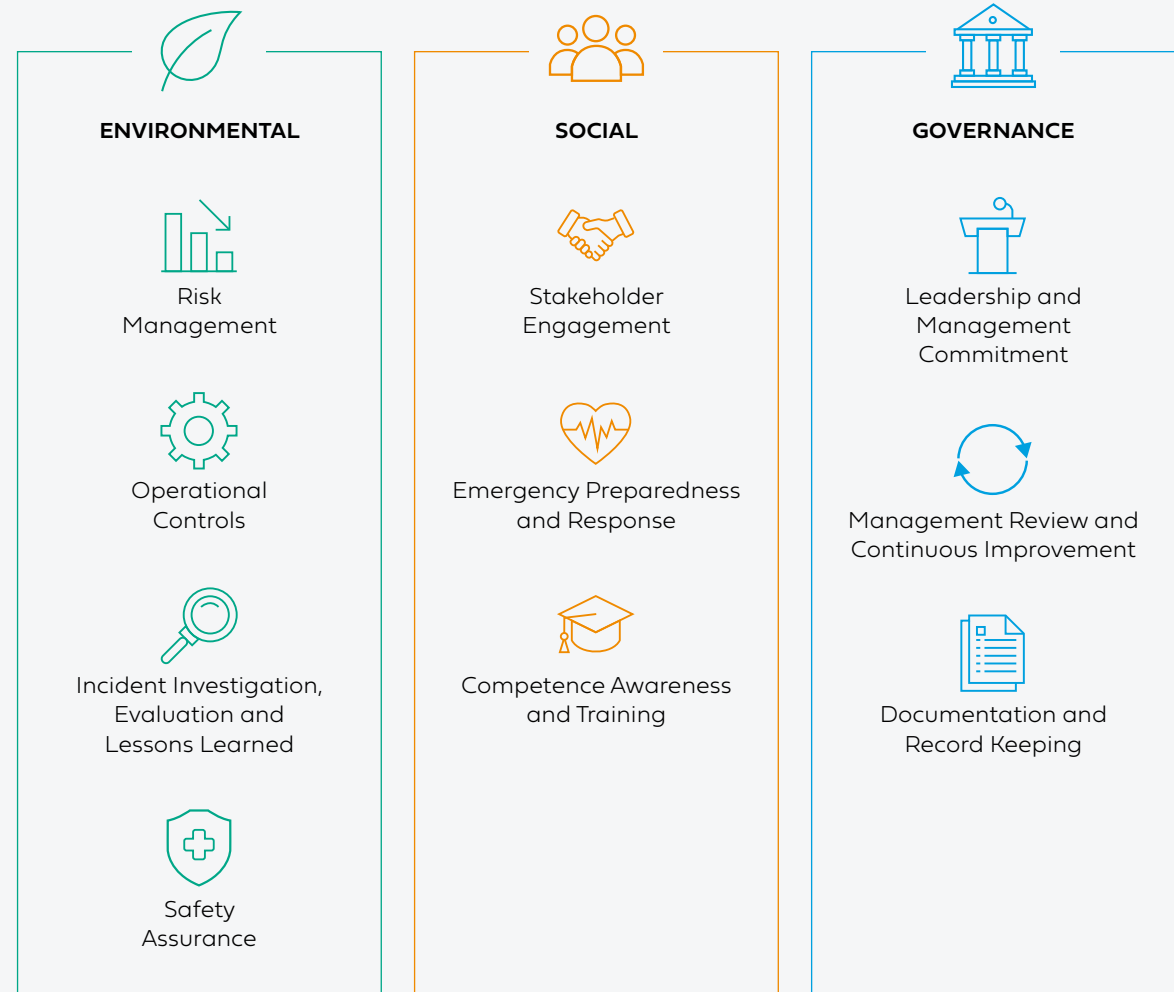 ENVIRONMENTAL
Risk
Management
Operational
Controls
Incident Investigation,
Evaluation and
Lessons Learned
Safety
Assurance
SOCIAL
Stakeholder
Engagement
Emergency Preparedness
and Response
Competence Awareness
and Training
GOVERNANCE
Leadership and
Management
Commitment
Management Review and
Continuous Improvement
Documentation and
Record Keeping